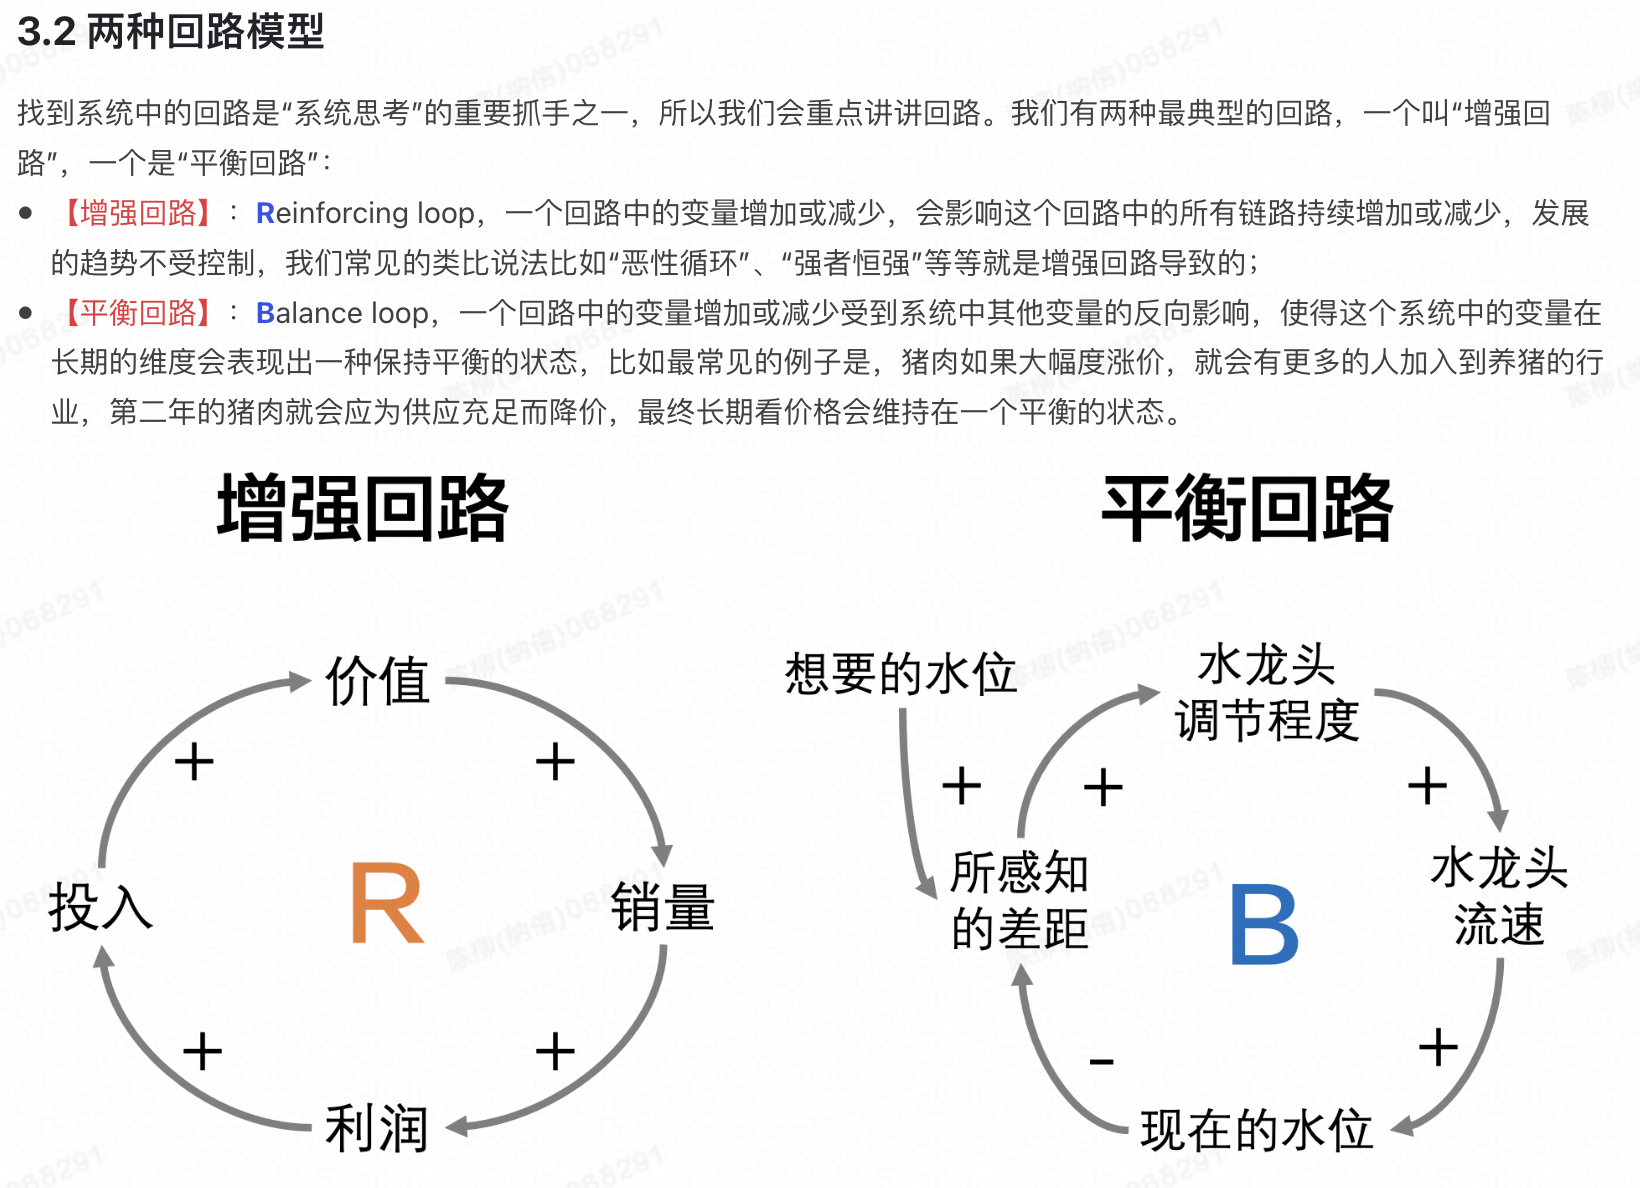 3.2 两种回路模型
找到系统中的回路是“系统思考”的重要抓手之一，所以我们会重点讲讲回路。我们有两种最典型的回路，一个叫“增强回
路”，一个是“平衡回路”：
• 【增强回路】：Reinforcing loop，一个回路中的变量增加或减少，会影响这个回路中的所有链路持续增加或减少，发展
的趋势不受控制，我们常见的类比说法比如“恶性循环”、“强者恒强”等等就是增强回路导致的；
• 【平衡回路】：Balance loop，一个回路中的变量增加或减少受到系统中其他变量的反向影响，使得这个系统中的变量在
长期的维度会表现出一种保持平衡的状态，比如最常见的例子是，猪肉如果大幅度涨价，就会有更多的人加入到养猪的行
业，第二年的猪肉就会应为供应充足而降价，最终长期看价格会维持在一个平衡的状态。
增强回路
价值
+
+
投入
R
销量
+
+
利润
平衡回路
想要的水位
水龙头
调节程度
+
+
+
所感知
的差距
B
水龙头
流速
-
+
现在的水位
陈柳(纳信)068291